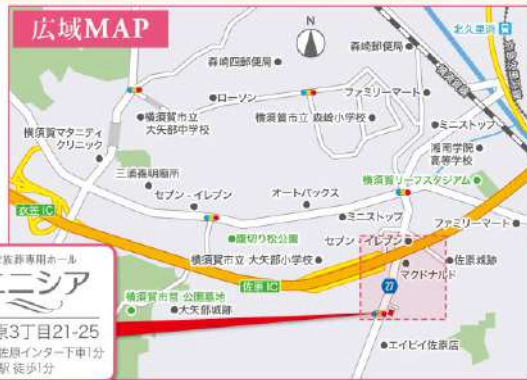 広域MAP
N
北久里浜
森崎郵便局
森崎四郵便局
ローソン
ファミリーマート
横須賀市立
大矢部中学校
横須賀市立 森崎小学校
ミニストップ
横須賀マタニティ
クリニック
湘南学院
高等学校
三浦義明廟所
横須賀リーフスタジアム
セブン-イレブン
オートバックス
衣笠IC
ミニストップ
ファミリーマート
腹切り松公園
セブン イレブン
横須賀市立 大矢部小学校
佐原城跡
マクドナルド
佐原IC
27
族葬専用ホール
ニシア
横須賀市営 公園墓地
大矢部城跡
原3丁目21-25
佐原インター下車1分
駅 徒歩1分
エイビイ佐原店